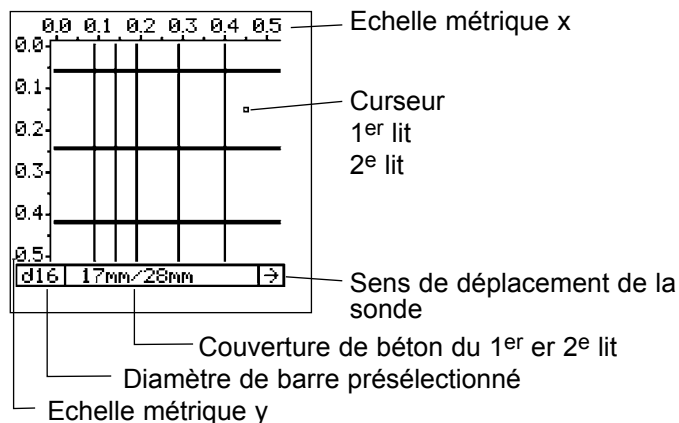 0.0 0.1 0.2 0.3 0.4 0.5
Echelle métrique x
0.0
0.1
Curseur
1er lit
0.2
2e lit
0.3
0.4
0.5
d16 17mm/28mm →
Sens de déplacement de la
sonde
Couverture de béton du 1er er 2e lit
Diamètre de barre présélectionné
Echelle métrique y